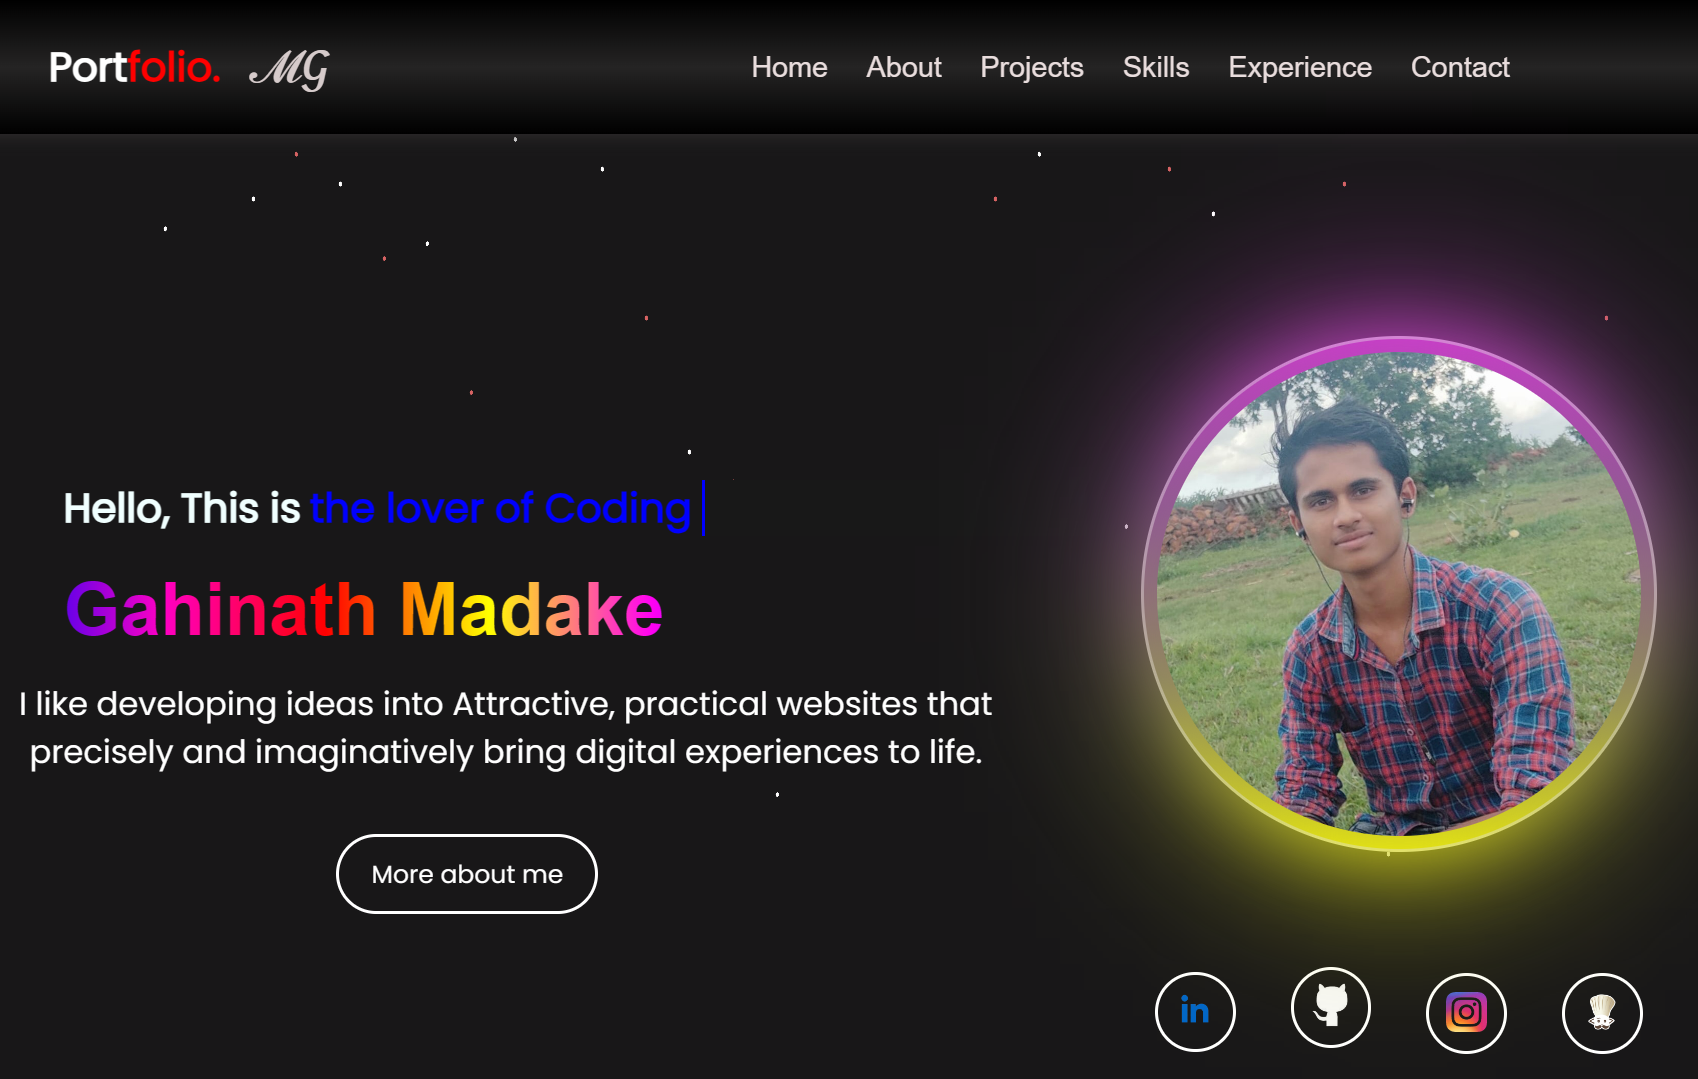 Portfolio. MG
Home About Projects Skills Experience Contact
Hello, This is the lover of Coding
Gahinath Madake
I like developing ideas into Attractive, practical websites that
precisely and imaginatively bring digital experiences to life.
More about me
in